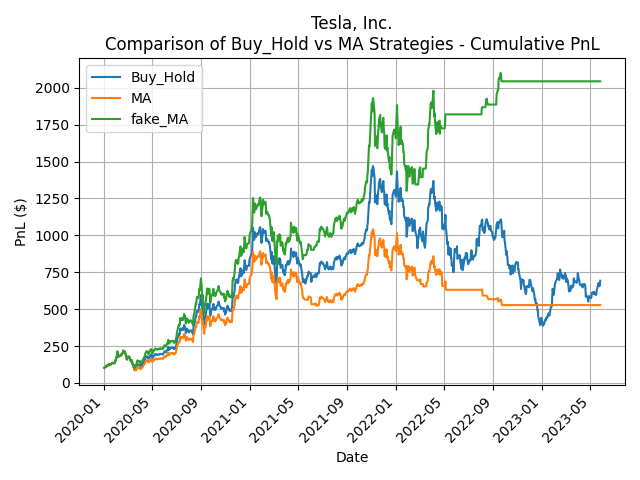 Tesla, Inc.
Comparison of Buy_Hold vs MA Strategies - Cumulative PnL
Buy_Hold
MA
fake_MA
PnL ($)
2000
1750
1500
1250
1000
750
500
250
0
2020-01
2020-05
2020-09
2021-01
2021-05
2021-09
2022-01
2022-05
2022-09
2023-01
2023-05
Date